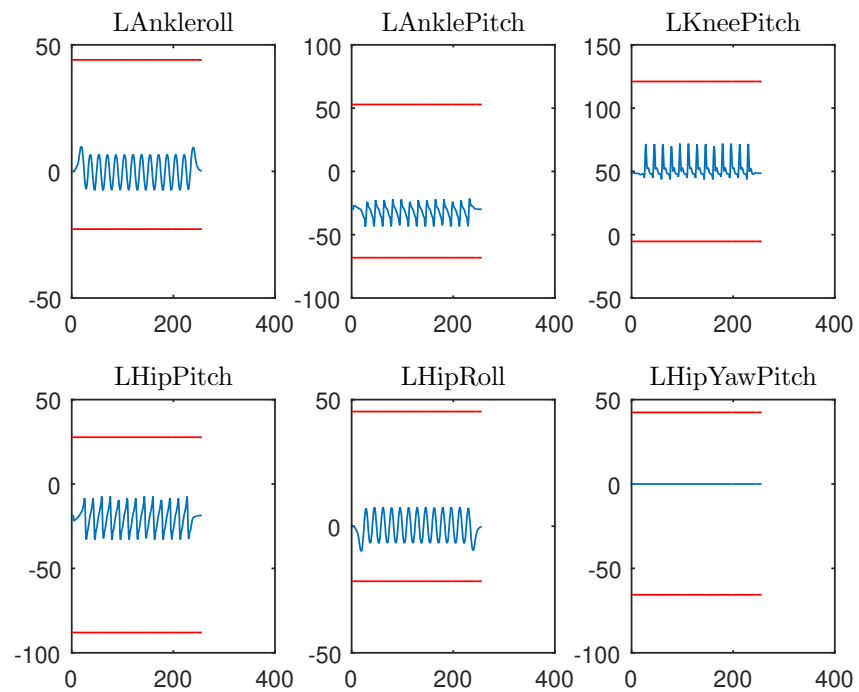 LAnkleroll LAnklePitch LKneePitch
50 100 150
50 100
0 0 50
-50 0
-50 -100 -50
0 200 400 0 200 400 0 200 400
LHipPitch LHipRoll LHipYawPitch
50 50 50
0 0 0
-50 -50
-100 -50 -100
0 200 400 0 200 400 0 200 400